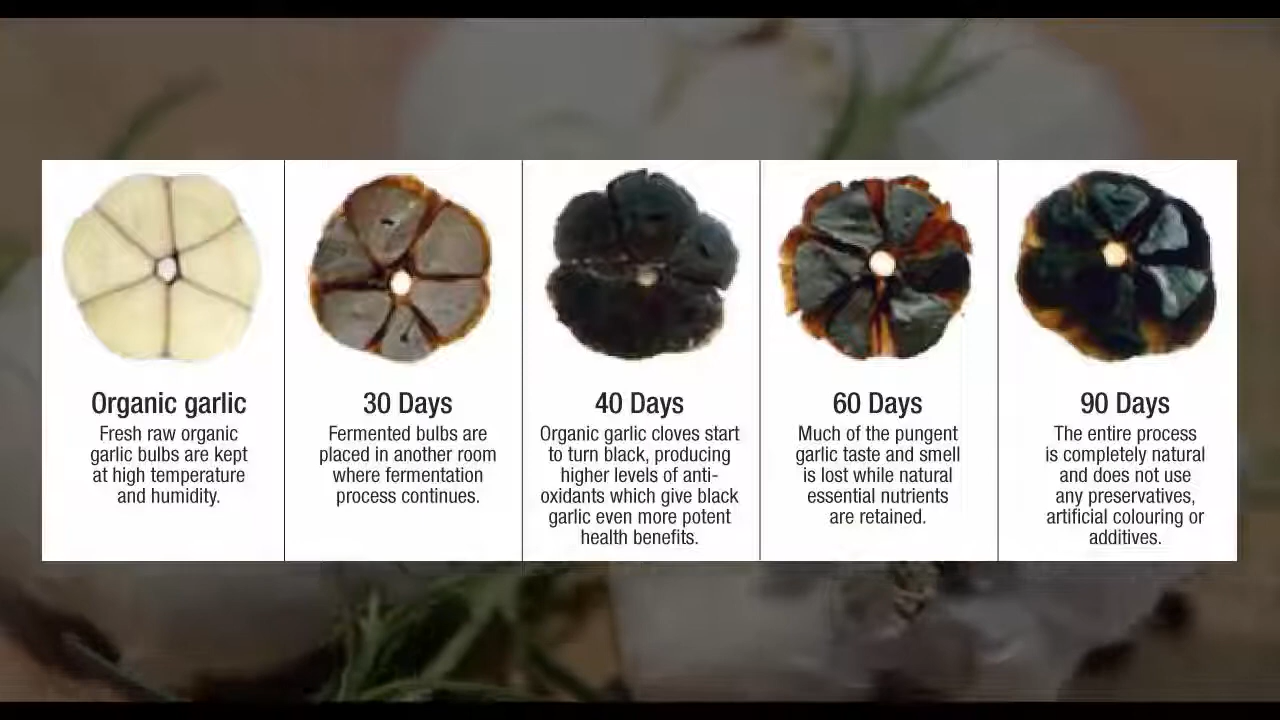 Organic garlic
Fresh raw organic
garlic bulbs are kept
at high temperature
and humidity.
30 Days
Fermented bulbs are
placed in another room
where fermentation
process continues.
40 Days
Organic garlic cloves start
to turn black, producing
higher levels of anti-
oxidants which give black
garlic even more potent
health benefits.
60 Days
Much of the pungent
garlic taste and smell
is lost while natural
essential nutrients
are retained.
90 Days
The entire process
is completely natural
and does not use
any preservatives,
artificial colouring or
additives.